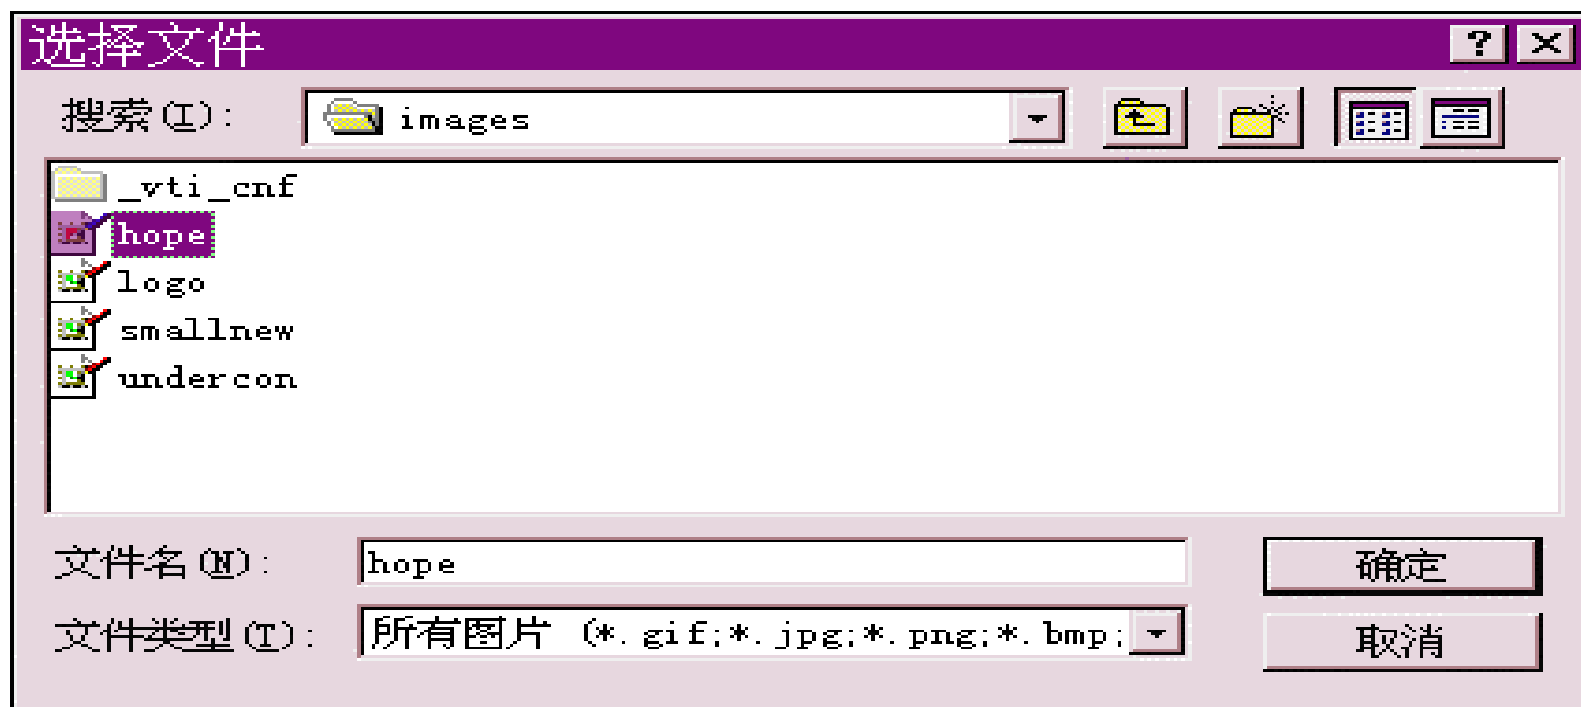 选择文件
搜索(I): images
_vti_cnf
hope
logo
smallnew
undercon
文件名(N): hope 确定
文件类型(T): 所有图片 (*.gif;*.jpg;*.png;*.bmp; 取消